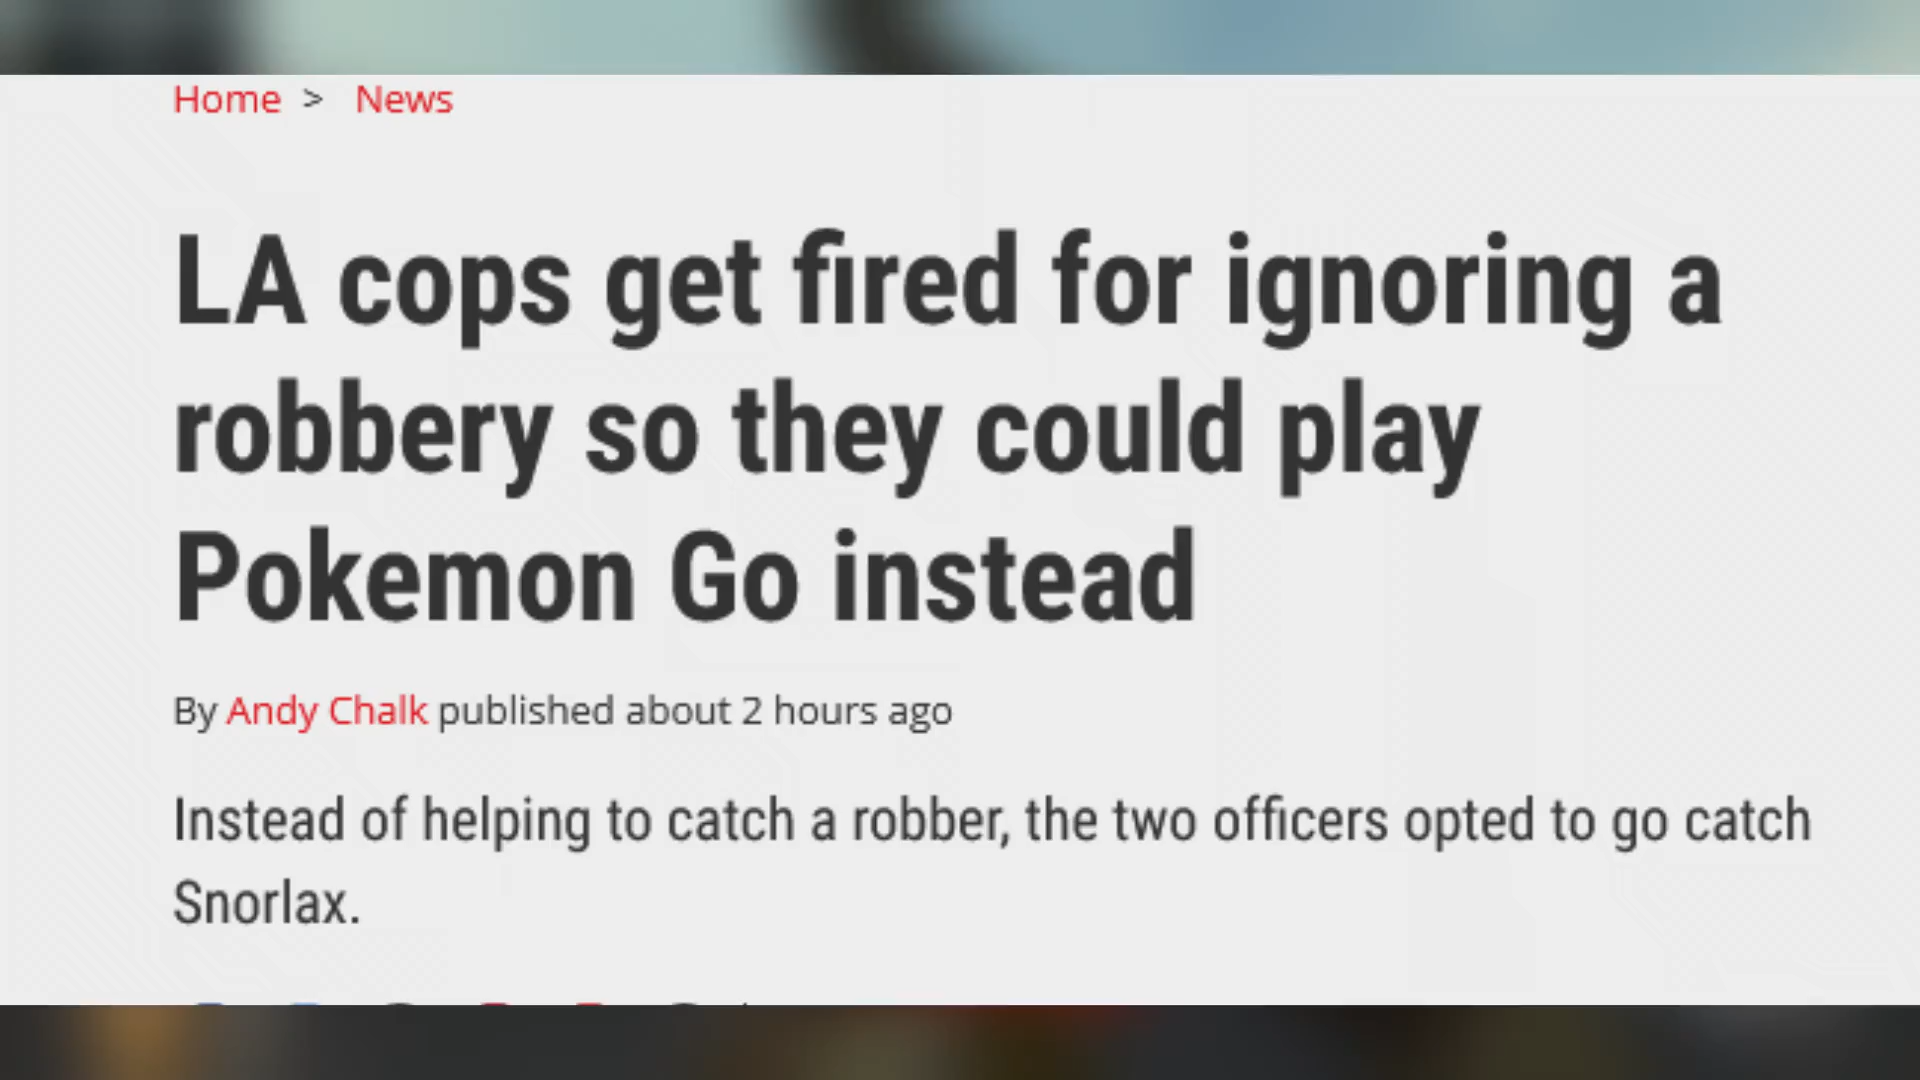 Home > News
LA cops get fired for ignoring a
robbery so they could play
Pokemon Go instead
By Andy Chalk published about 2 hours ago
Instead of helping to catch a robber, the two officers opted to go catch
Snorlax.